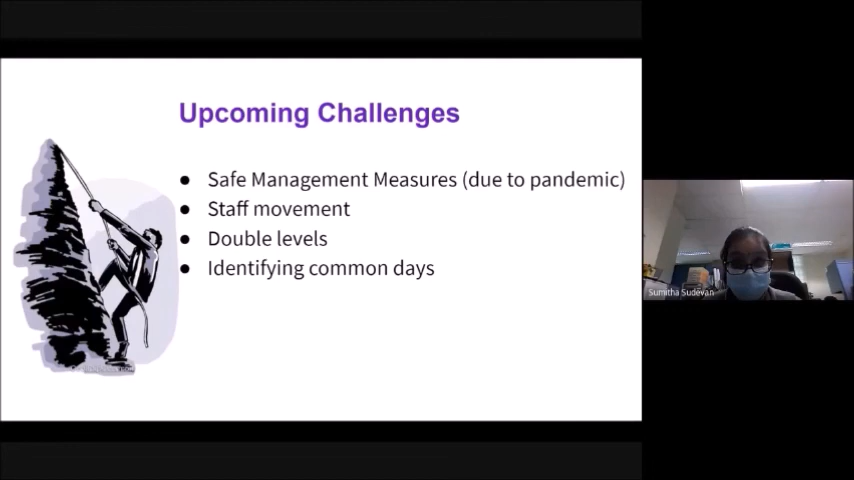 Upcoming Challenges
● Safe Management Measures (due to pandemic)
● Staff movement
● Double levels
● Identifying common days
Sumitha Sudevan